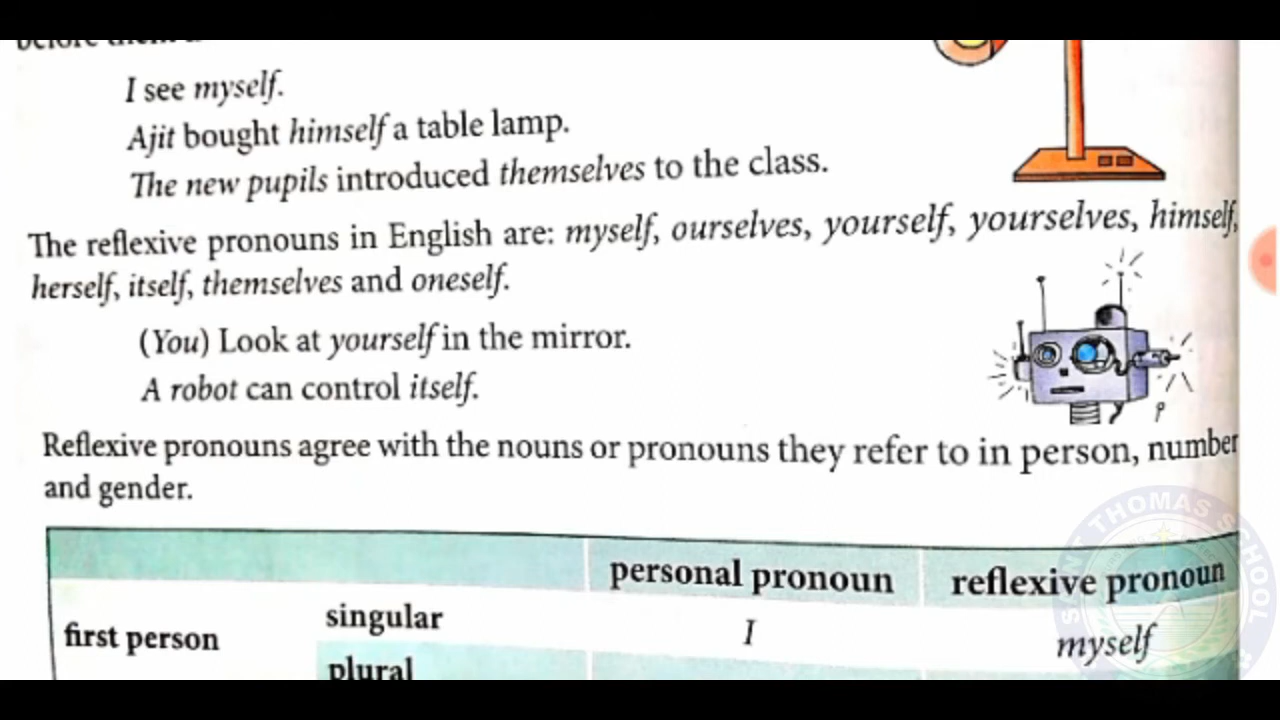 I see myself.
Ajit bought himself a table lamp.
The new pupils introduced themselves to the class.
The reflexive pronouns in English are: myself, ourselves, yourself, yourselves, himself,
herself, itself, themselves and oneself.
(You) Look at yourself in the mirror.
A robot can control itself.
Reflexive pronouns agree with the nouns or pronouns they refer to in person, number
and gender.
personal pronoun reflexive pronoun
first person singular I myself
plural
SAINT THOMAS SCHOOL